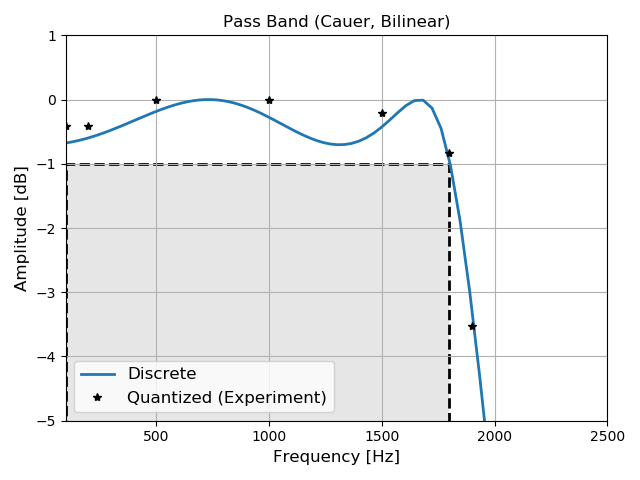 Pass Band (Cauer, Bilinear)
1
0
−1
−2
−3
−4
−5
Amplitude [dB]
Discrete
Quantized (Experiment)
500
1000
1500
2000
2500
Frequency [Hz]